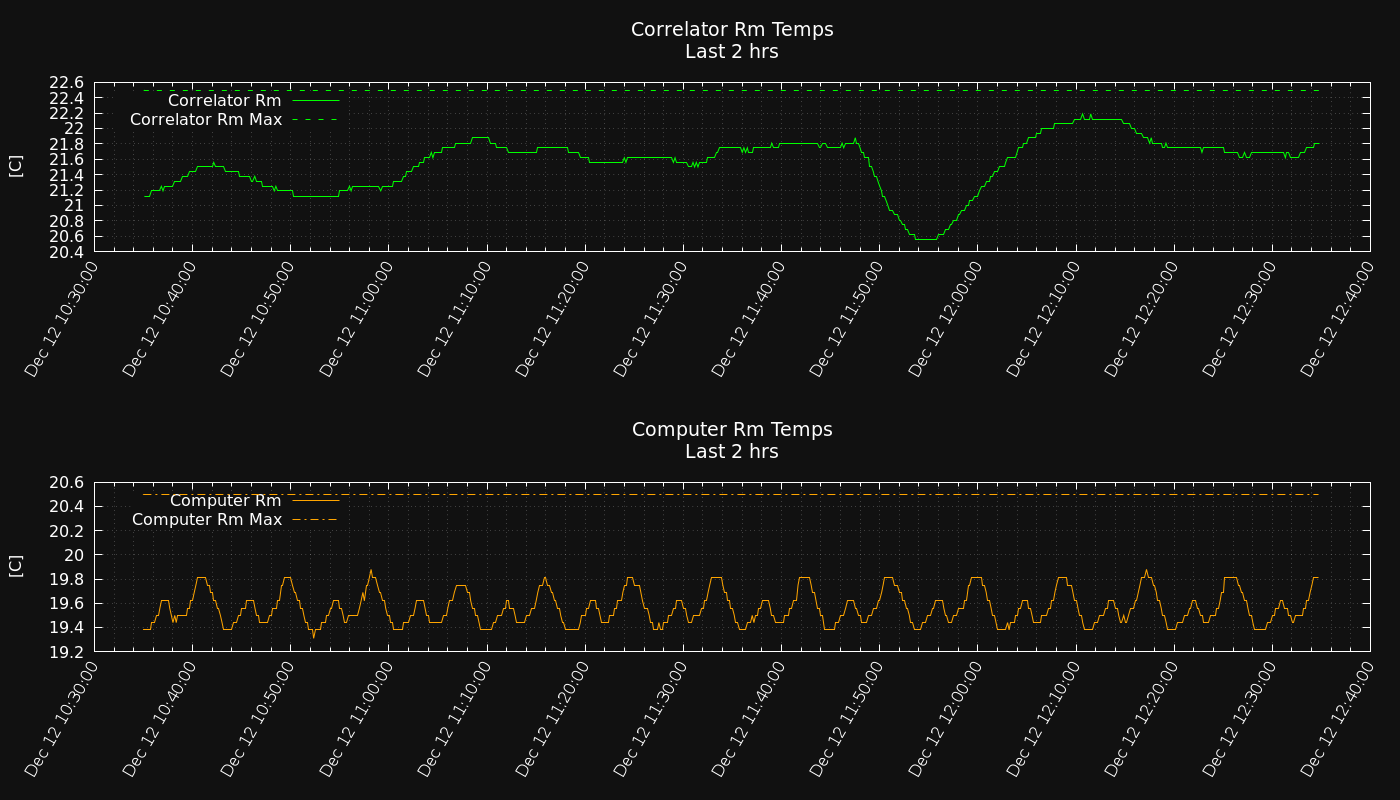 Correlator Rm Temps
Last 2 hrs
[C]
22.6
22.4
22.2
22
21.8
21.6
21.4
21.2
21
20.8
20.6
20.4
Correlator Rm
Correlator Rm Max
Dec 12 10:30:00
Dec 12 10:40:00
Dec 12 10:50:00
Dec 12 11:00:00
Dec 12 11:10:00
Dec 12 11:20:00
Dec 12 11:30:00
Dec 12 11:40:00
Dec 12 11:50:00
Dec 12 12:00:00
Dec 12 12:10:00
Dec 12 12:20:00
Dec 12 12:30:00
Dec 12 12:40:00
Computer Rm Temps
Last 2 hrs
[C]
20.6
20.4
20.2
20
19.8
19.6
19.4
19.2
Computer Rm
Computer Rm Max
Dec 12 10:30:00
Dec 12 10:40:00
Dec 12 10:50:00
Dec 12 11:00:00
Dec 12 11:10:00
Dec 12 11:20:00
Dec 12 11:30:00
Dec 12 11:40:00
Dec 12 11:50:00
Dec 12 12:00:00
Dec 12 12:10:00
Dec 12 12:20:00
Dec 12 12:30:00
Dec 12 12:40:00